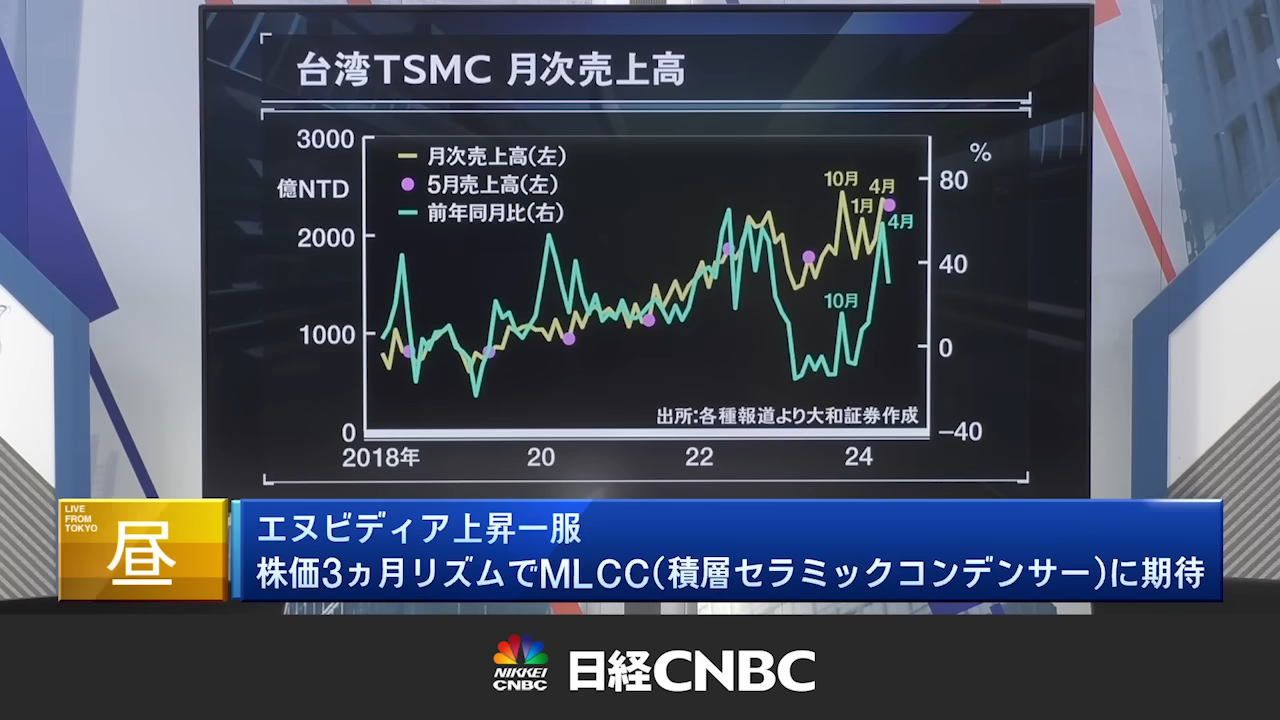 台湾TSMC 月次売上高
3000
億NTD
2000
1000
0
月次売上高(左)
5月売上高(左)
前年同月比(右)
10月
4月
1月
4月
10月
%
80
40
0
−40
出所:各種報道より大和証券作成
2018年
20
22
24
LIVE
FROM
TOKYO
昼
エヌビディア上昇一服
株価3ヵ月リズムでMLCC(積層セラミックコンデンサー)に期待
NIKKEI
CNBC
日経CNBC